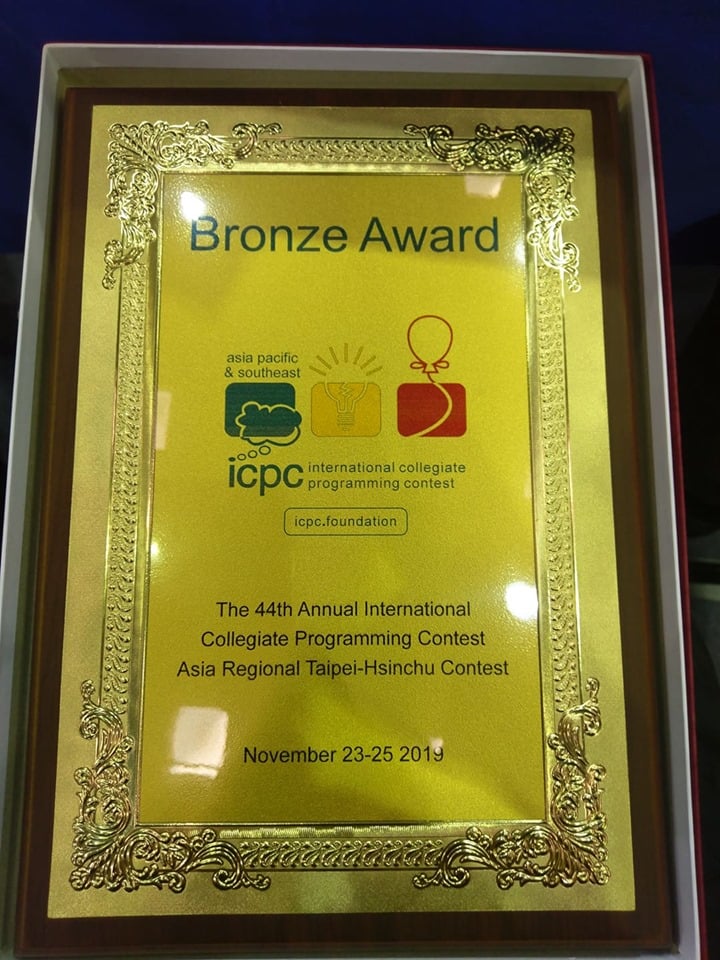 Bronze Award
asia pacific
& southeast
icpc international collegiate
programming contest
icpc.foundation
The 44th Annual International
Collegiate Programming Contest
Asia Regional Taipei-Hsinchu Contest
November 23-25 2019